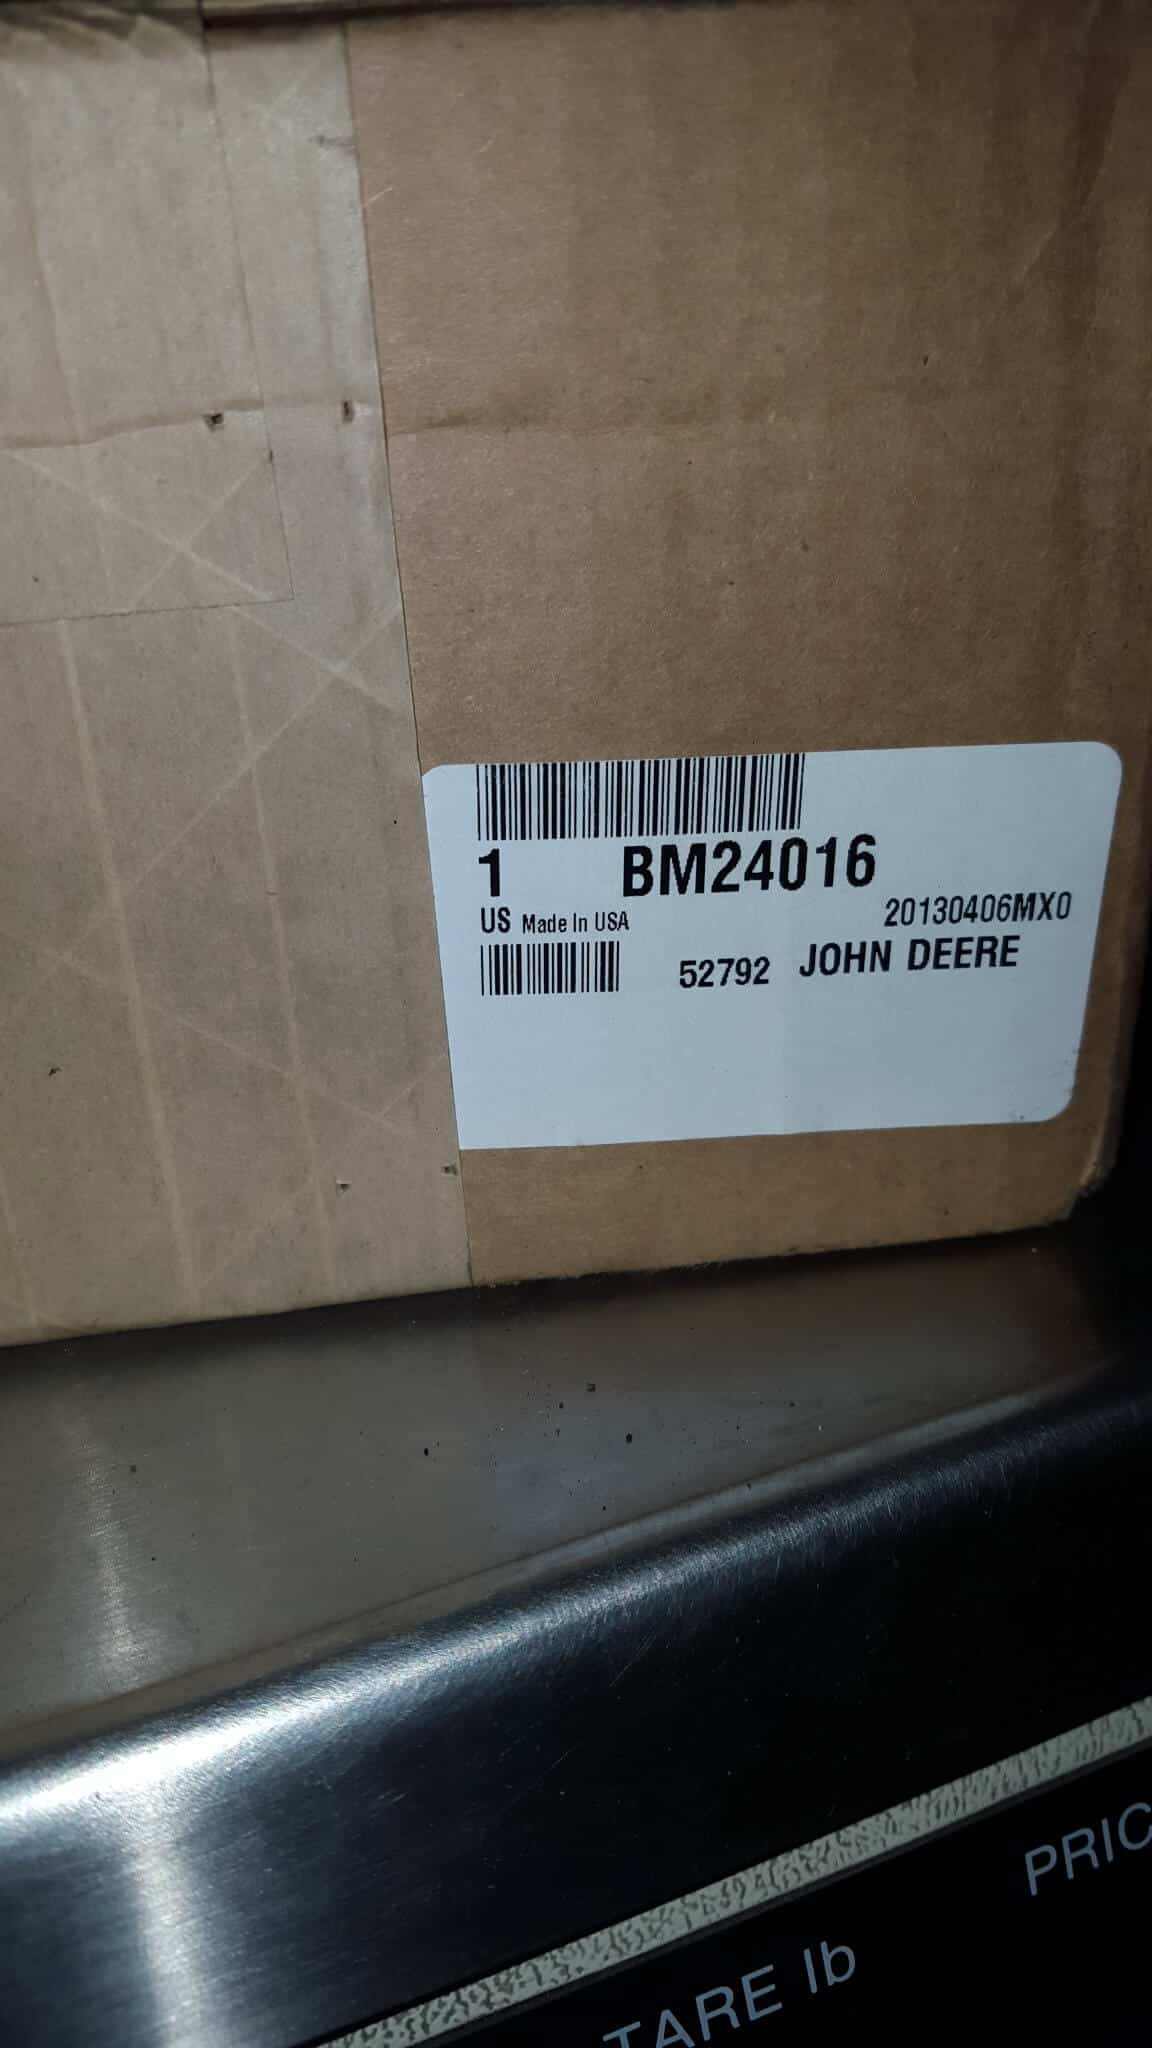 1 BM24016
20130406MX0
US Made In USA
52792 JOHN DEERE
PRIC
TARE lb